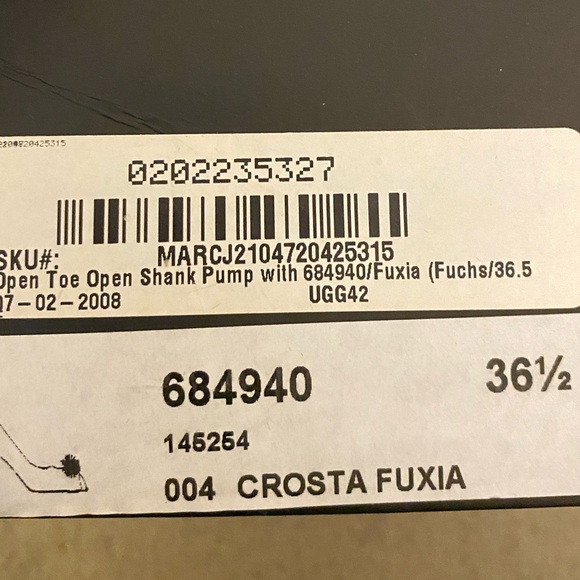 0202235327
SKU#: MARCJ2104720425315
Open Toe Open Shank Pump with 684940/Fuxia (Fuchs/36.5
17-02-2008 UGG42
684940 36½
145254
004 CROSTA FUXIA